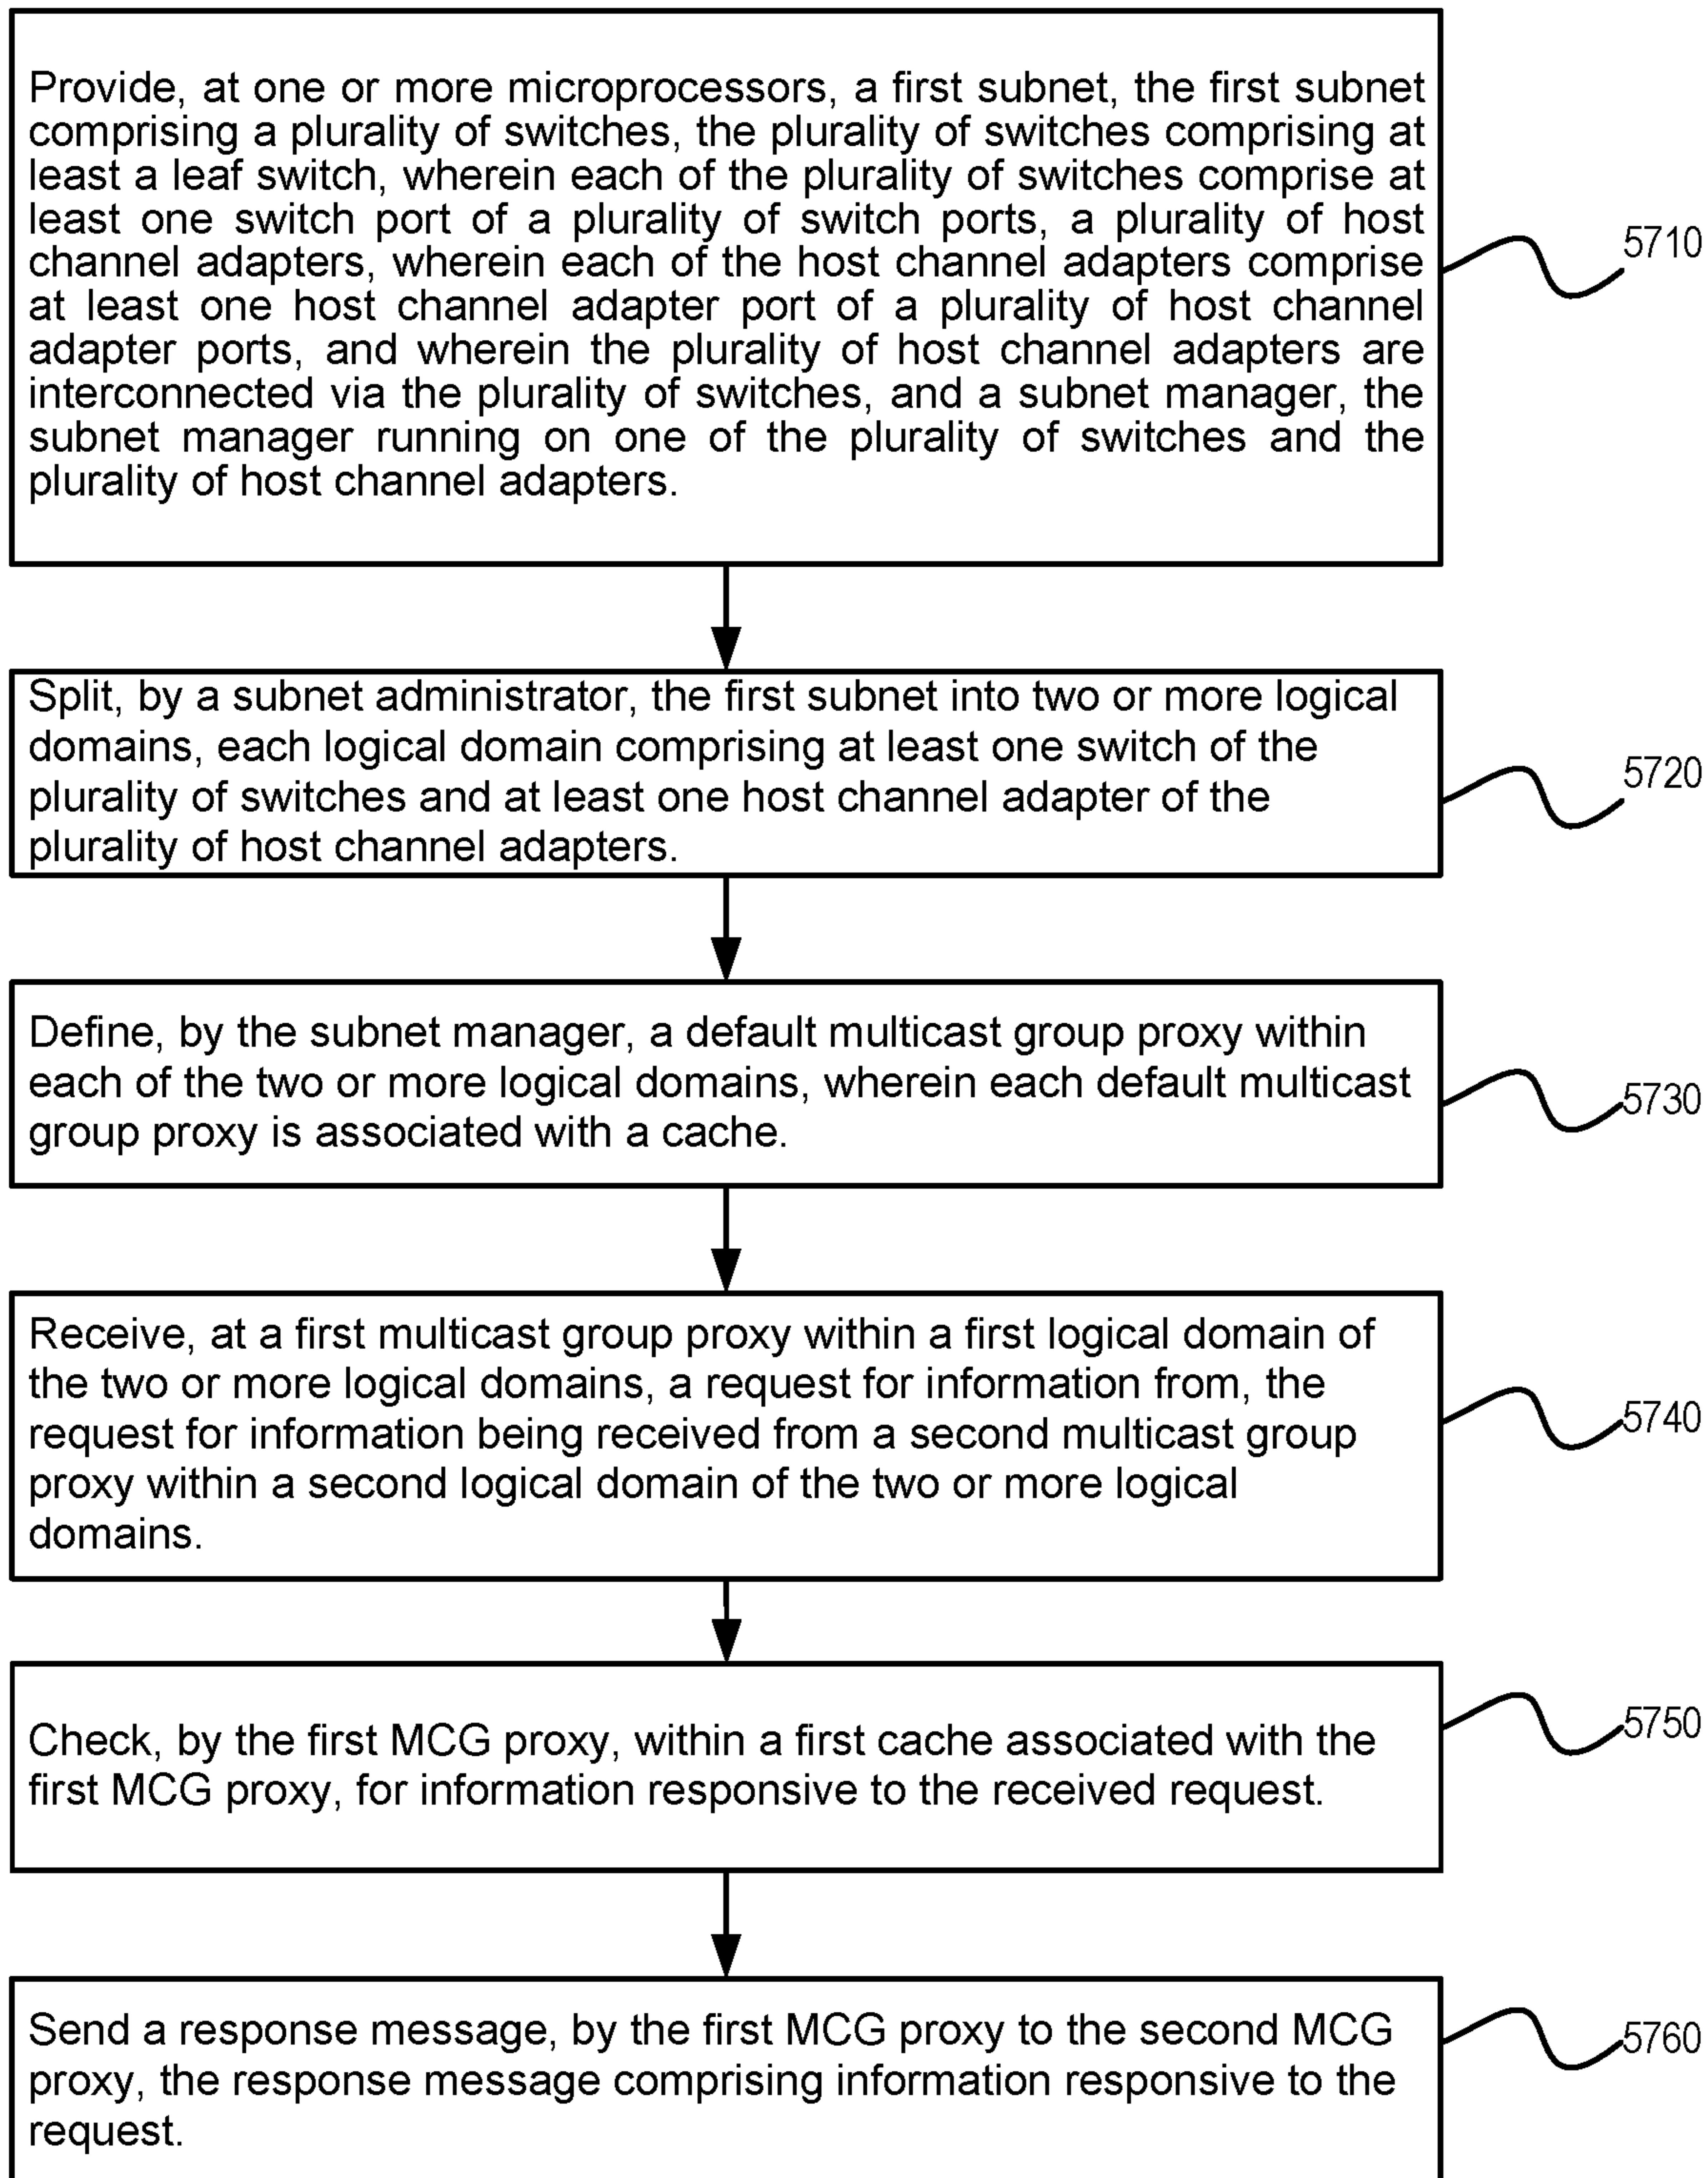 Provide, at one or more microprocessors, a first subnet, the first subnet
comprising a plurality of switches, the plurality of switches comprising at
least a leaf switch, wherein each of the plurality of switches comprise at
least one switch port of a plurality of switch ports, a plurality of host
channel adapters, wherein each of the host channel adapters comprise
at least one host channel adapter port of a plurality of host channel
adapter ports, and wherein the plurality of host channel adapters are
interconnected via the plurality of switches, and a subnet manager, the
subnet manager running on one of the plurality of switches and the
plurality of host channel adapters.
5710
Split, by a subnet administrator, the first subnet into two or more logical
domains, each logical domain comprising at least one switch of the
plurality of switches and at least one host channel adapter of the
plurality of host channel adapters.
5720
Define, by the subnet manager, a default multicast group proxy within
each of the two or more logical domains, wherein each default multicast
group proxy is associated with a cache.
5730
Receive, at a first multicast group proxy within a first logical domain of
the two or more logical domains, a request for information from, the
request for information being received from a second multicast group
proxy within a second logical domain of the two or more logical
domains.
5740
Check, by the first MCG proxy, within a first cache associated with the
first MCG proxy, for information responsive to the received request.
5750
Send a response message, by the first MCG proxy to the second MCG
proxy, the response message comprising information responsive to the
request.
5760